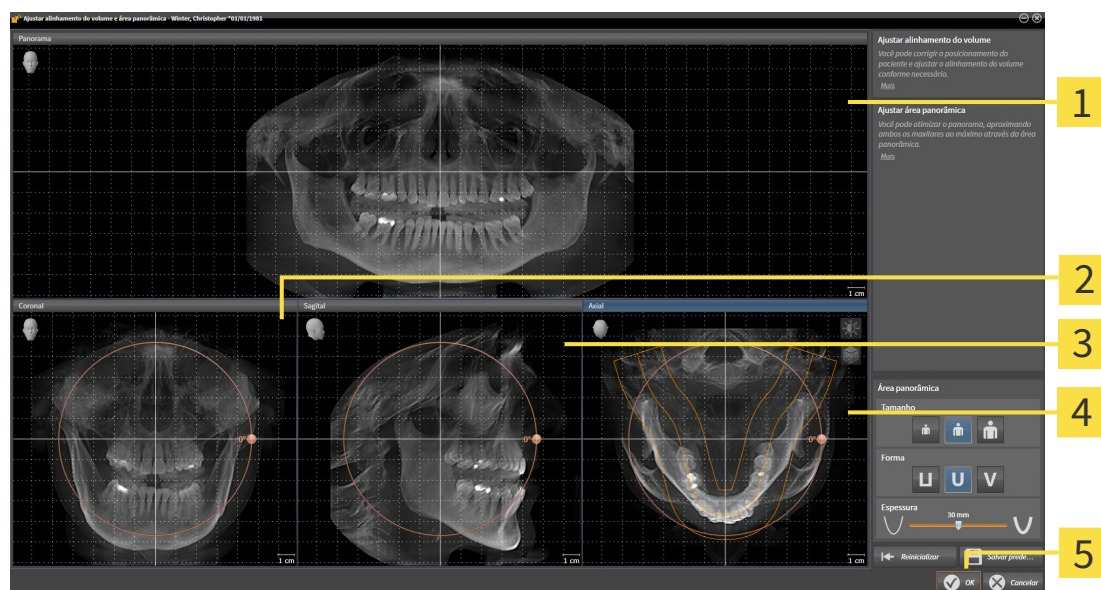 Ajustar alinhamento do volume e área panorâmica - Winter, Christopher *01/01/1981
Panorama
1 cm
Coronal
0°
1 cm
Sagital
0°
1 cm
Axial
0°
1 cm
Ajustar alinhamento do volume
Você pode corrigir o posicionamento do
paciente e ajustar o alinhamento do volume
conforme necessário.
Mais
Ajustar área panorâmica
Você pode otimizar o panorama, aproximando
ambos os maxilares ao máximo através da área
panorâmica.
Mais
Área panorâmica
Tamanho
Forma
U
V
Espessura
30 mm
Reinicializar
Salvar prede...
OK
Cancelar
1
2
3
4
5